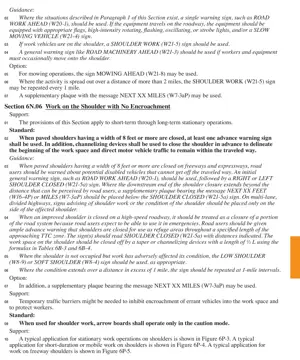 Guidance:
02 Where the situations described in Paragraph 1 of this Section exist, a single warning sign, such as ROAD
WORK AHEAD (W20-1), should be used. If the equipment travels on the roadway, the equipment should be
equipped with appropriate flags, high-intensity rotating, flashing, oscillating, or strobe lights, and/or a SLOW
MOVING VEHICLE (W21-4) sign.
03 If work vehicles are on the shoulder, a SHOULDER WORK (W21-5) sign should be used.
04 A general warning sign like ROAD MACHINERY AHEAD (W21-3) should be used if workers and equipment
must occasionally move onto the shoulder.
Option:
05 For mowing operations, the sign MOWING AHEAD (W21-8) may be used.
06 Where the activity is spread out over a distance of more than 2 miles, the SHOULDER WORK (W21-5) sign
may be repeated every 1 mile.
07 A supplementary plaque with the message NEXT XX MILES (W7-3aP) may be used.
Section 6N.06 Work on the Shoulder with No Encroachment
Support:
01 The provisions of this Section apply to short-term through long-term stationary operations.
Standard:
02 When paved shoulders having a width of 8 feet or more are closed, at least one advance warning sign
shall be used. In addition, channelizing devices shall be used to close the shoulder in advance to delineate
the beginning of the work space and direct motor vehicle traffic to remain within the traveled way.
Guidance:
03 When paved shoulders having a width of 8 feet or more are closed on freeways and expressways, road
users should be warned about potential disabled vehicles that cannot get off the traveled way. An initial
general warning sign, such as ROAD WORK AHEAD (W20-1), should be used, followed by a RIGHT or LEFT
SHOULDER CLOSED (W21-5a) sign. Where the downstream end of the shoulder closure extends beyond the
distance that can be perceived by road users, a supplementary plaque bearing the message NEXT XX FEET
(W16-4P) or MILES (W7-3aP) should be placed below the SHOULDER CLOSED (W21-5a) sign. On multi-lane,
divided highways, signs advising of shoulder work or the condition of the shoulder should be placed only on the
side of the affected shoulder.
04 When an improved shoulder is closed on a high-speed roadway, it should be treated as a closure of a portion
of the road system because road users expect to be able to use it in emergencies. Road users should be given
ample advance warning that shoulders are closed for use as refuge areas throughout a specified length of the
approaching TTC zone. The sign(s) should read SHOULDER CLOSED (W21-5a) with distances indicated. The
work space on the shoulder should be closed off by a taper or channelizing devices with a length of ⅓ L using the
formulas in Tables 6B-3 and 6B-4.
05 When the shoulder is not occupied but work has adversely affected its condition, the LOW SHOULDER
(W8-9) or SOFT SHOULDER (W8-4) sign should be used, as appropriate.
06 Where the condition extends over a distance in excess of 1 mile, the sign should be repeated at 1-mile intervals.
Option:
07 In addition, a supplementary plaque bearing the message NEXT XX MILES (W7-3aP) may be used.
Support:
08 Temporary traffic barriers might be needed to inhibit encroachment of errant vehicles into the work space and
to protect workers.
Standard:
09 When used for shoulder work, arrow boards shall operate only in the caution mode.
Support:
10 A typical application for stationary work operations on shoulders is shown in Figure 6P-3. A typical
application for short-duration or mobile work on shoulders is shown in Figure 6P-4. A typical application for
work on freeway shoulders is shown in Figure 6P-5.